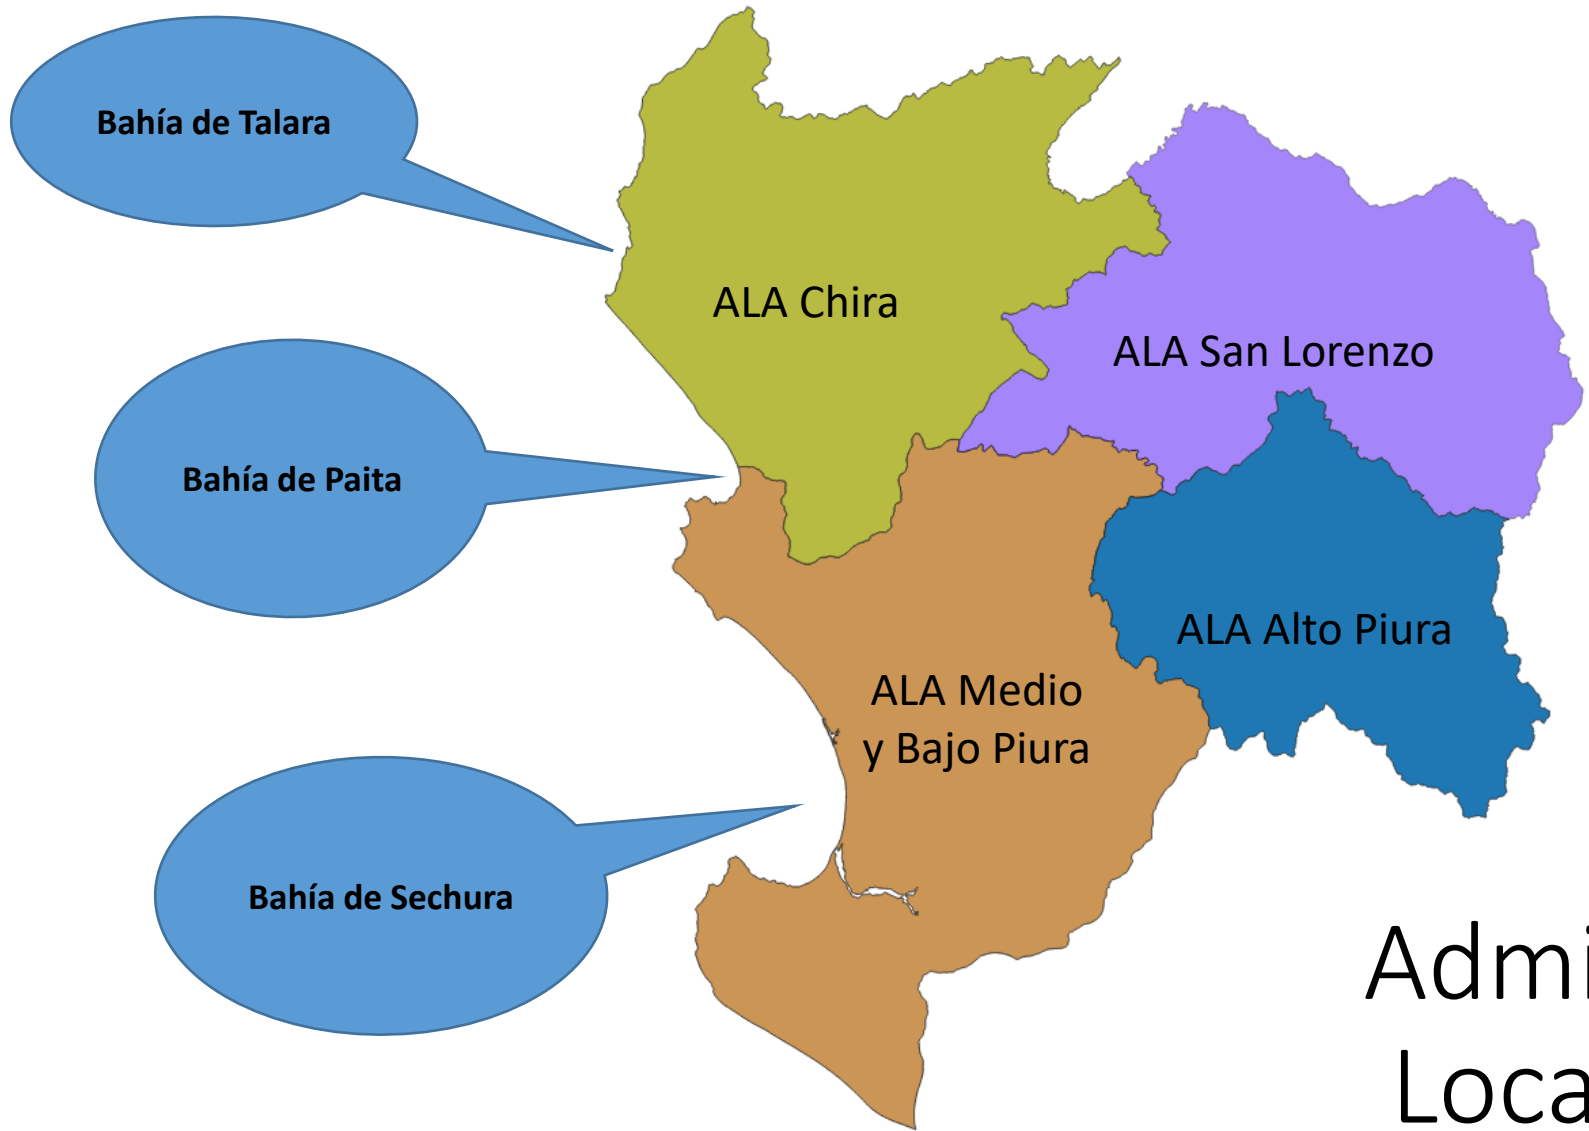 Bahía de Talara
ALA Chira
ALA San Lorenzo
Bahía de Paita
ALA Alto Piura
ALA Medio
y Bajo Piura
Bahía de Sechura